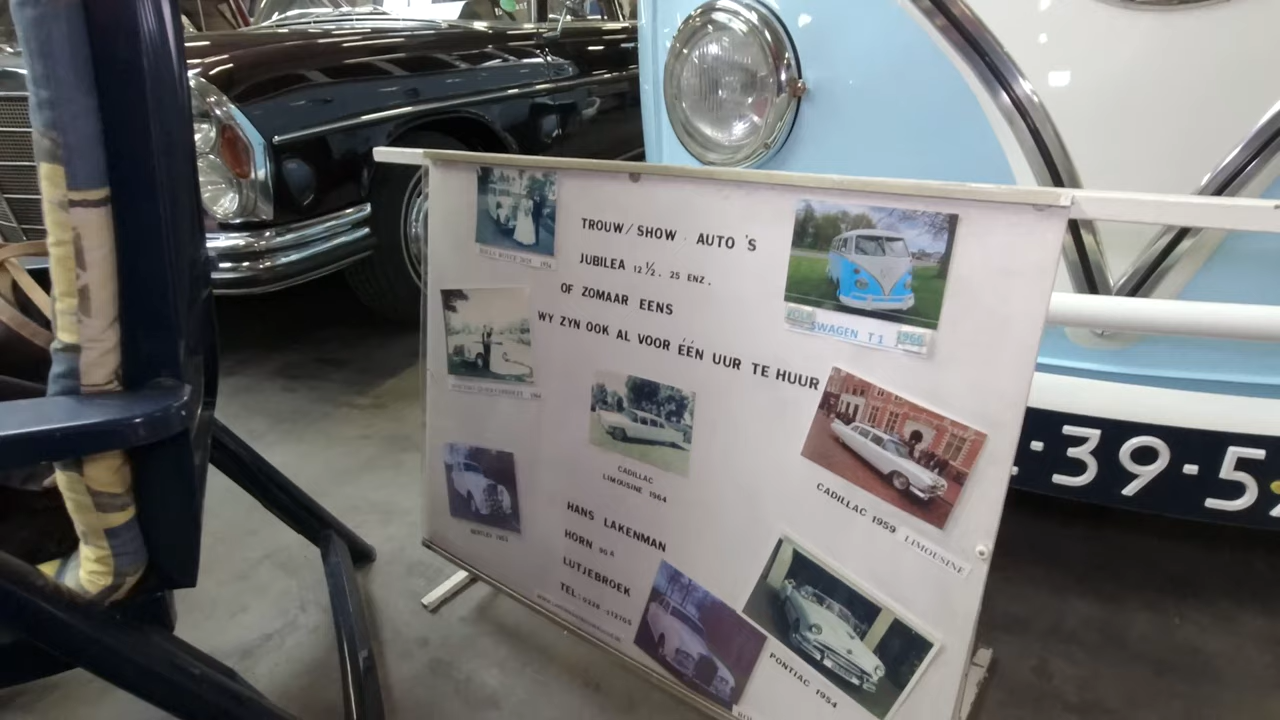 TROUW/SHOW AUTO'S
JUBILEA 12½. 25 ENZ.
OF ZOMAAR EENS
WY ZYN OOK AL VOOR ÉÉN UUR TE HUUR
SWAGEN T1 1966
CADILLAC
LIMOUSINE 1964
CADILLAC 1959 LIMOUSINE
HANS LAKENMAN
HORN
LUTJEBROEK
TEL:
PONTIAC 1954
-39-5